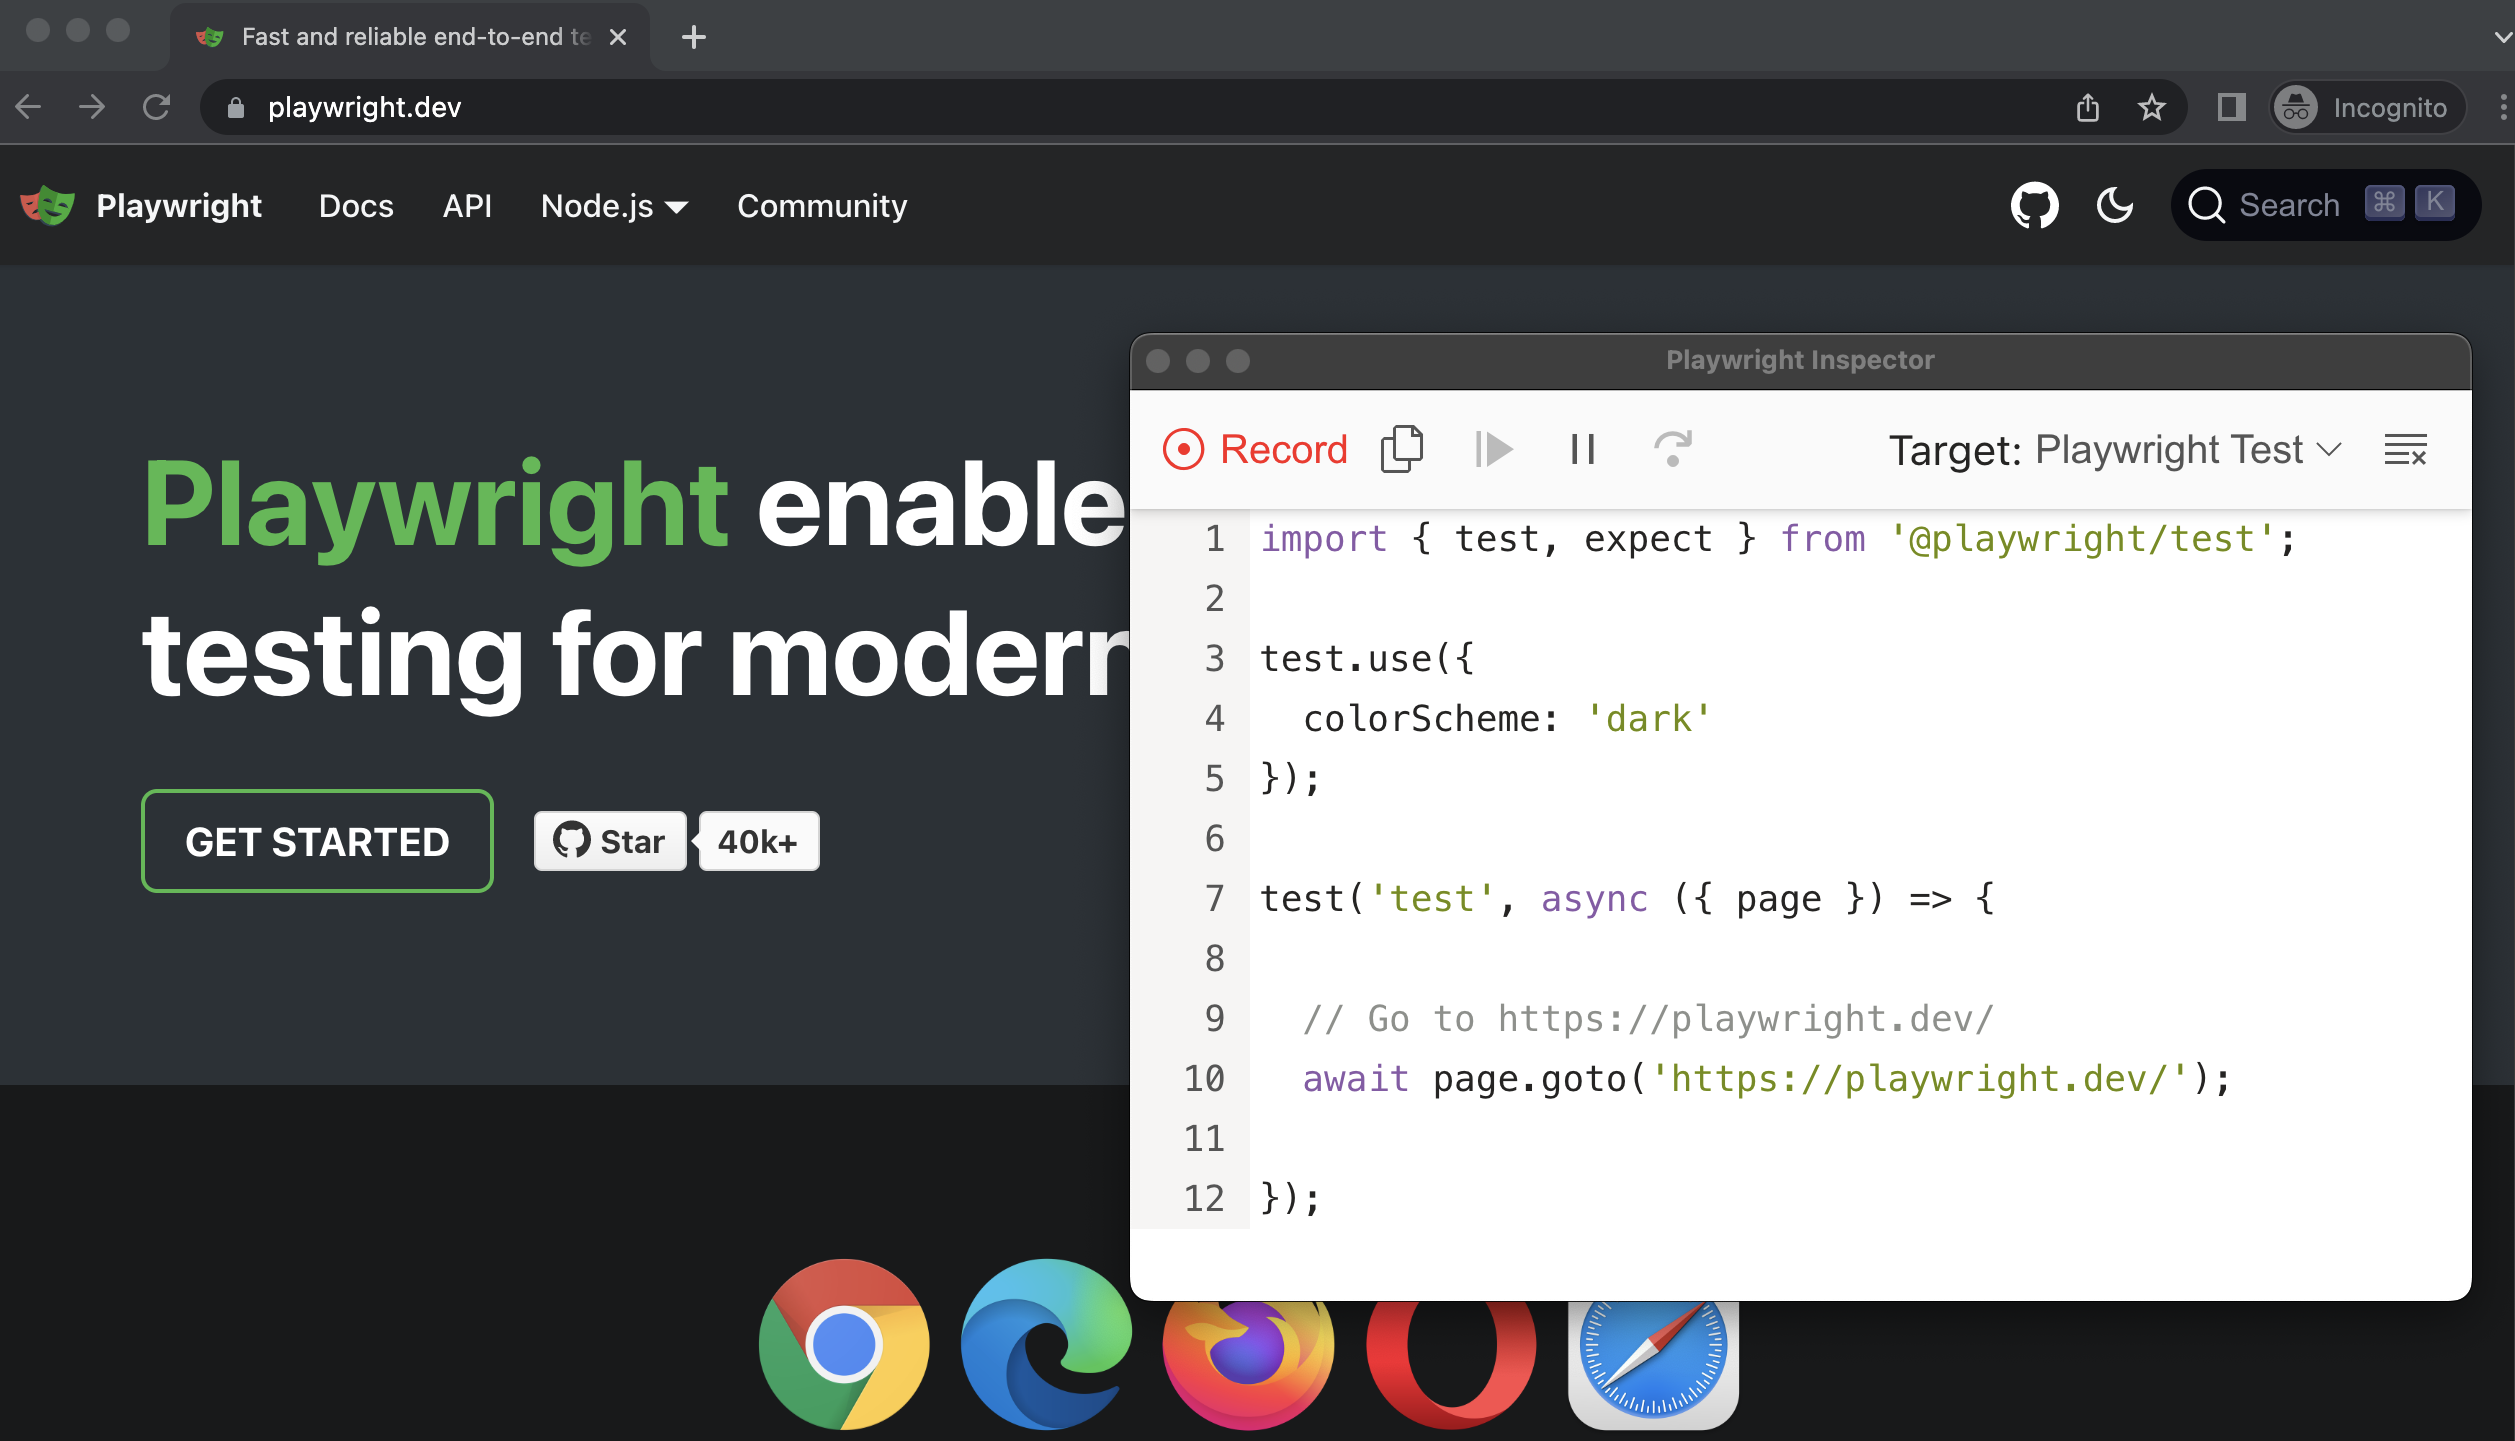 Fast and reliable end-to-end te
playwright.dev
Incognito
Playwright Docs API Node.js Community
Search ⌘ K
Playwright enable
testing for modern
GET STARTED
Star 40k+
Playwright Inspector
Record
Target: Playwright Test
1 import { test, expect } from '@playwright/test';
2
3 test.use({
4   colorScheme: 'dark'
5 });
6
7 test('test', async ({ page }) => {
8
9   // Go to https://playwright.dev/
10   await page.goto('https://playwright.dev/');
11
12 });